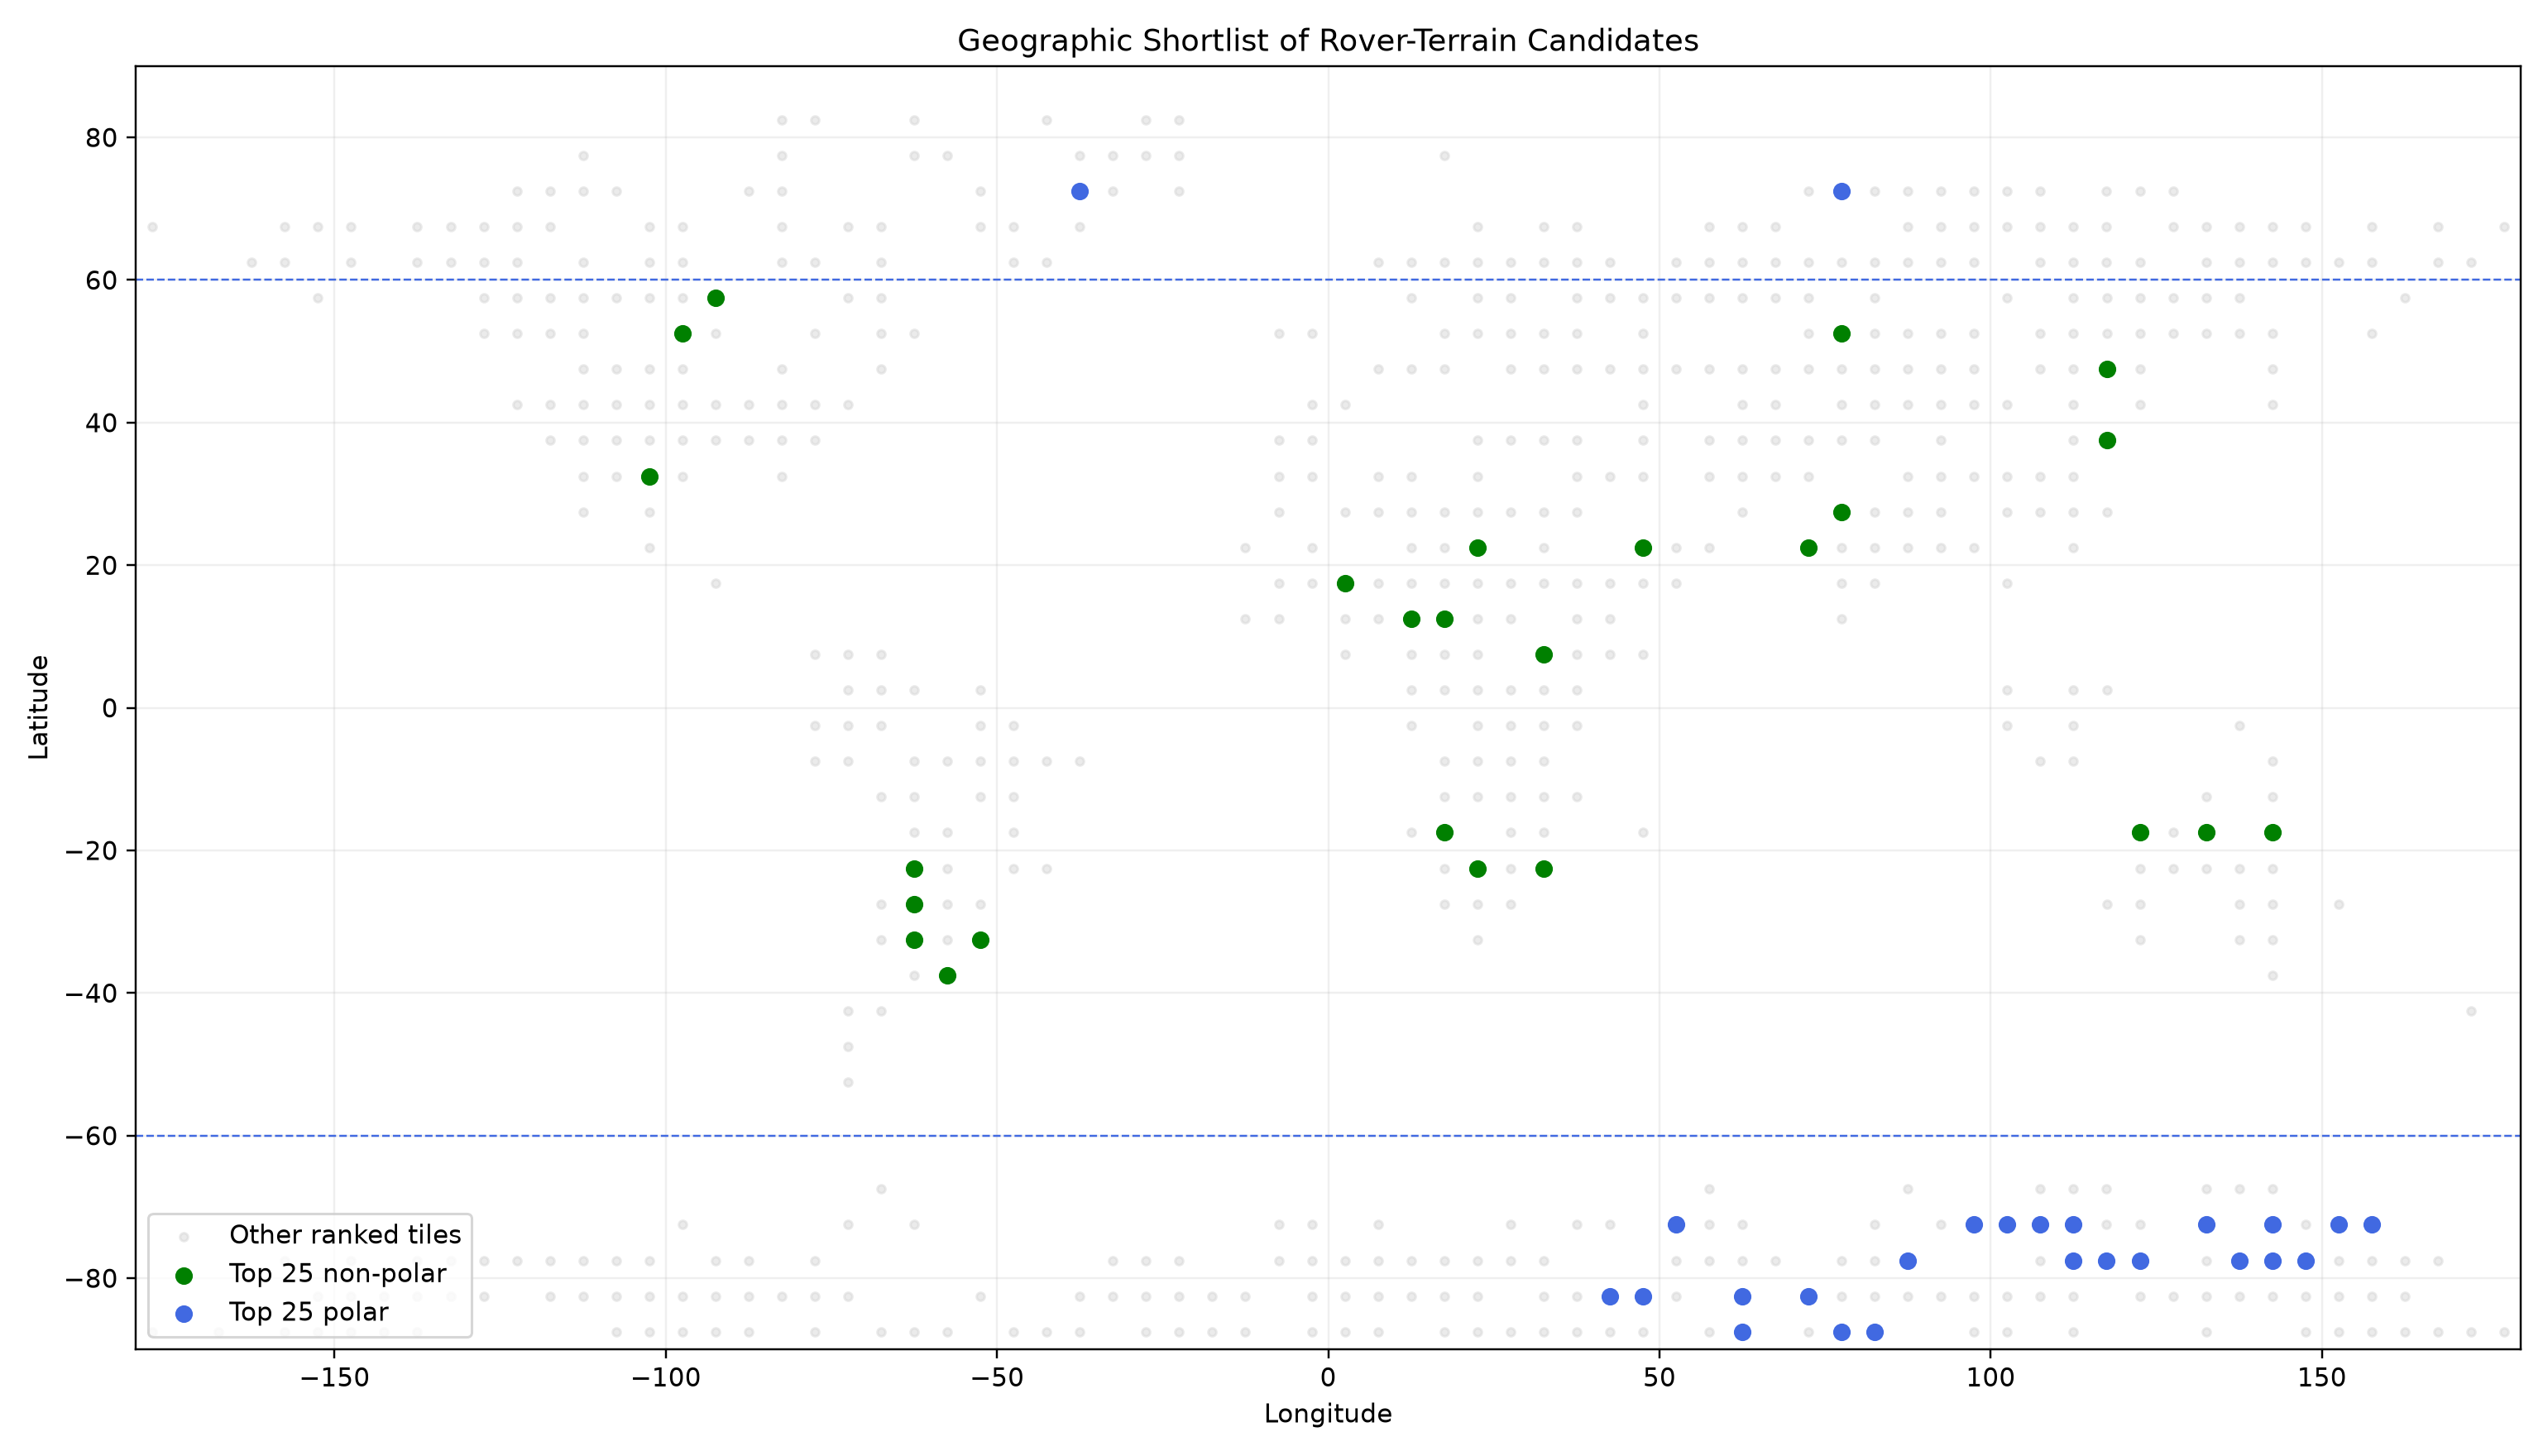 Geographic Shortlist of Rover-Terrain Candidates
80
60
40
20
0
−20
−40
−60
−80
Latitude
Other ranked tiles
Top 25 non-polar
Top 25 polar
−150
−100
−50
0
50
100
150
Longitude